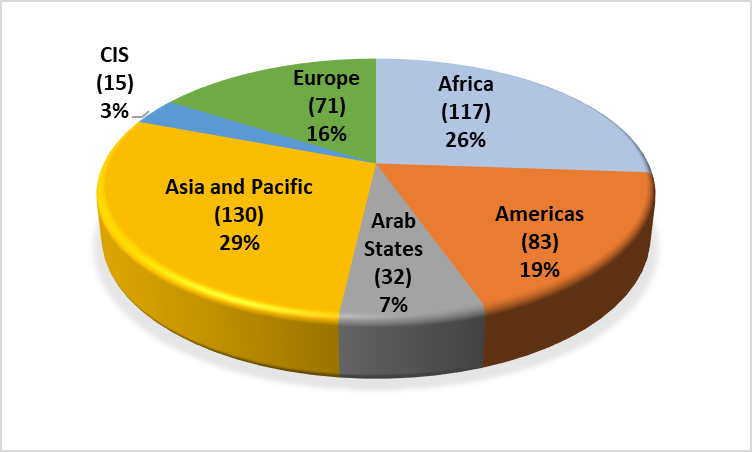 CIS
(15)
3%
Europe
(71)
16%
Africa
(117)
26%
Asia and Pacific
(130)
29%
Arab
States
(32)
7%
Americas
(83)
19%